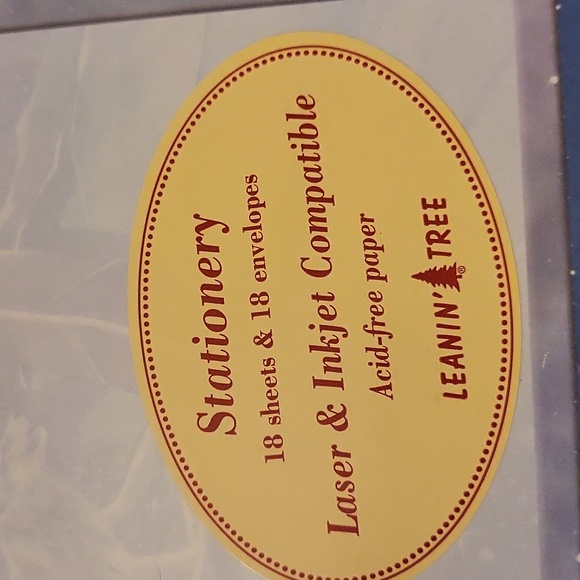 Stationery
18 sheets & 18 envelopes
Laser & Inkjet Compatible
Acid-free paper
LEANIN' TREE®